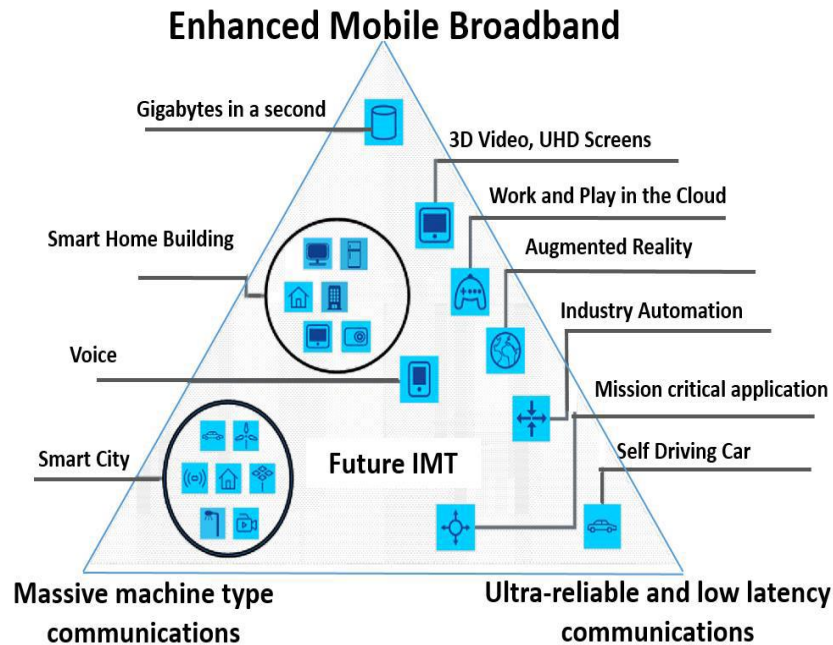 Enhanced Mobile Broadband
Gigabytes in a second
3D Video, UHD Screens
Work and Play in the Cloud
Smart Home Building
Augmented Reality
Industry Automation
Voice
Mission critical application
Smart City
Future IMT
Self Driving Car
Massive machine type
communications
Ultra-reliable and low latency
communications